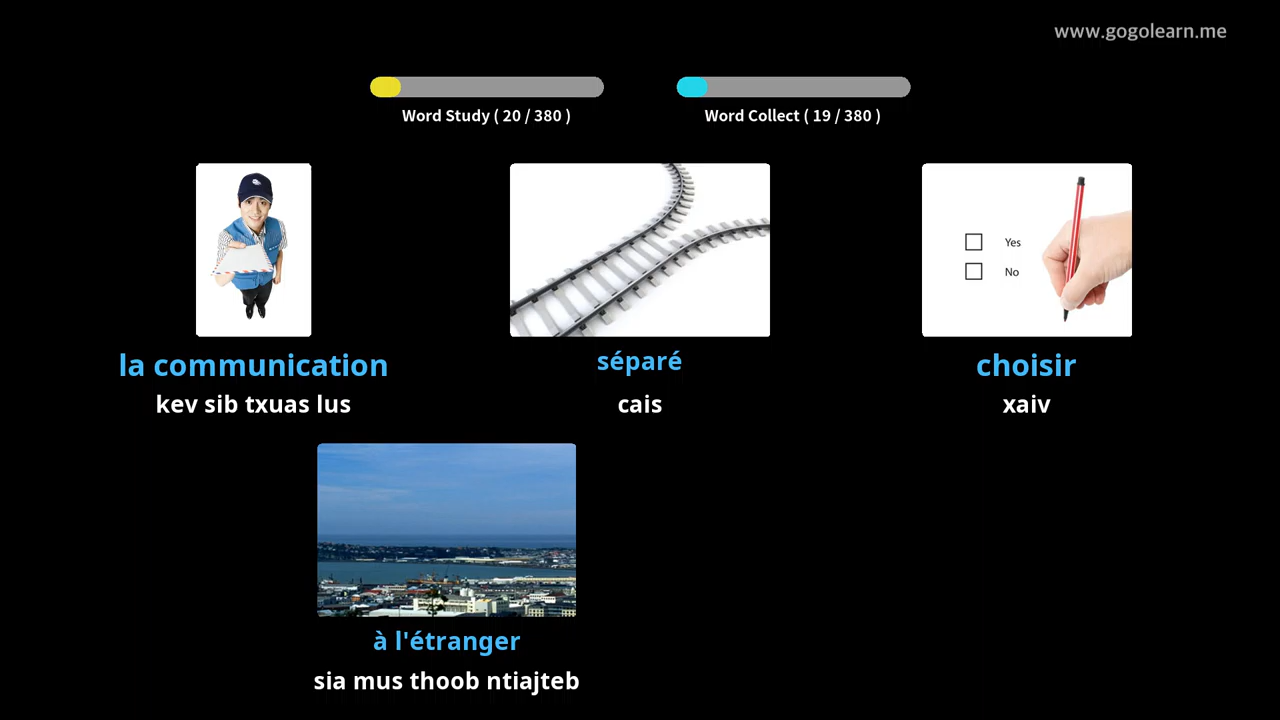 www.gogolearn.me
Word Study ( 20 / 380 )
Word Collect ( 19 / 380 )
Yes
No
la communication
kev sib txuas lus
séparé
cais
choisir
xaiv
à l'étranger
sia mus thoob ntiajteb